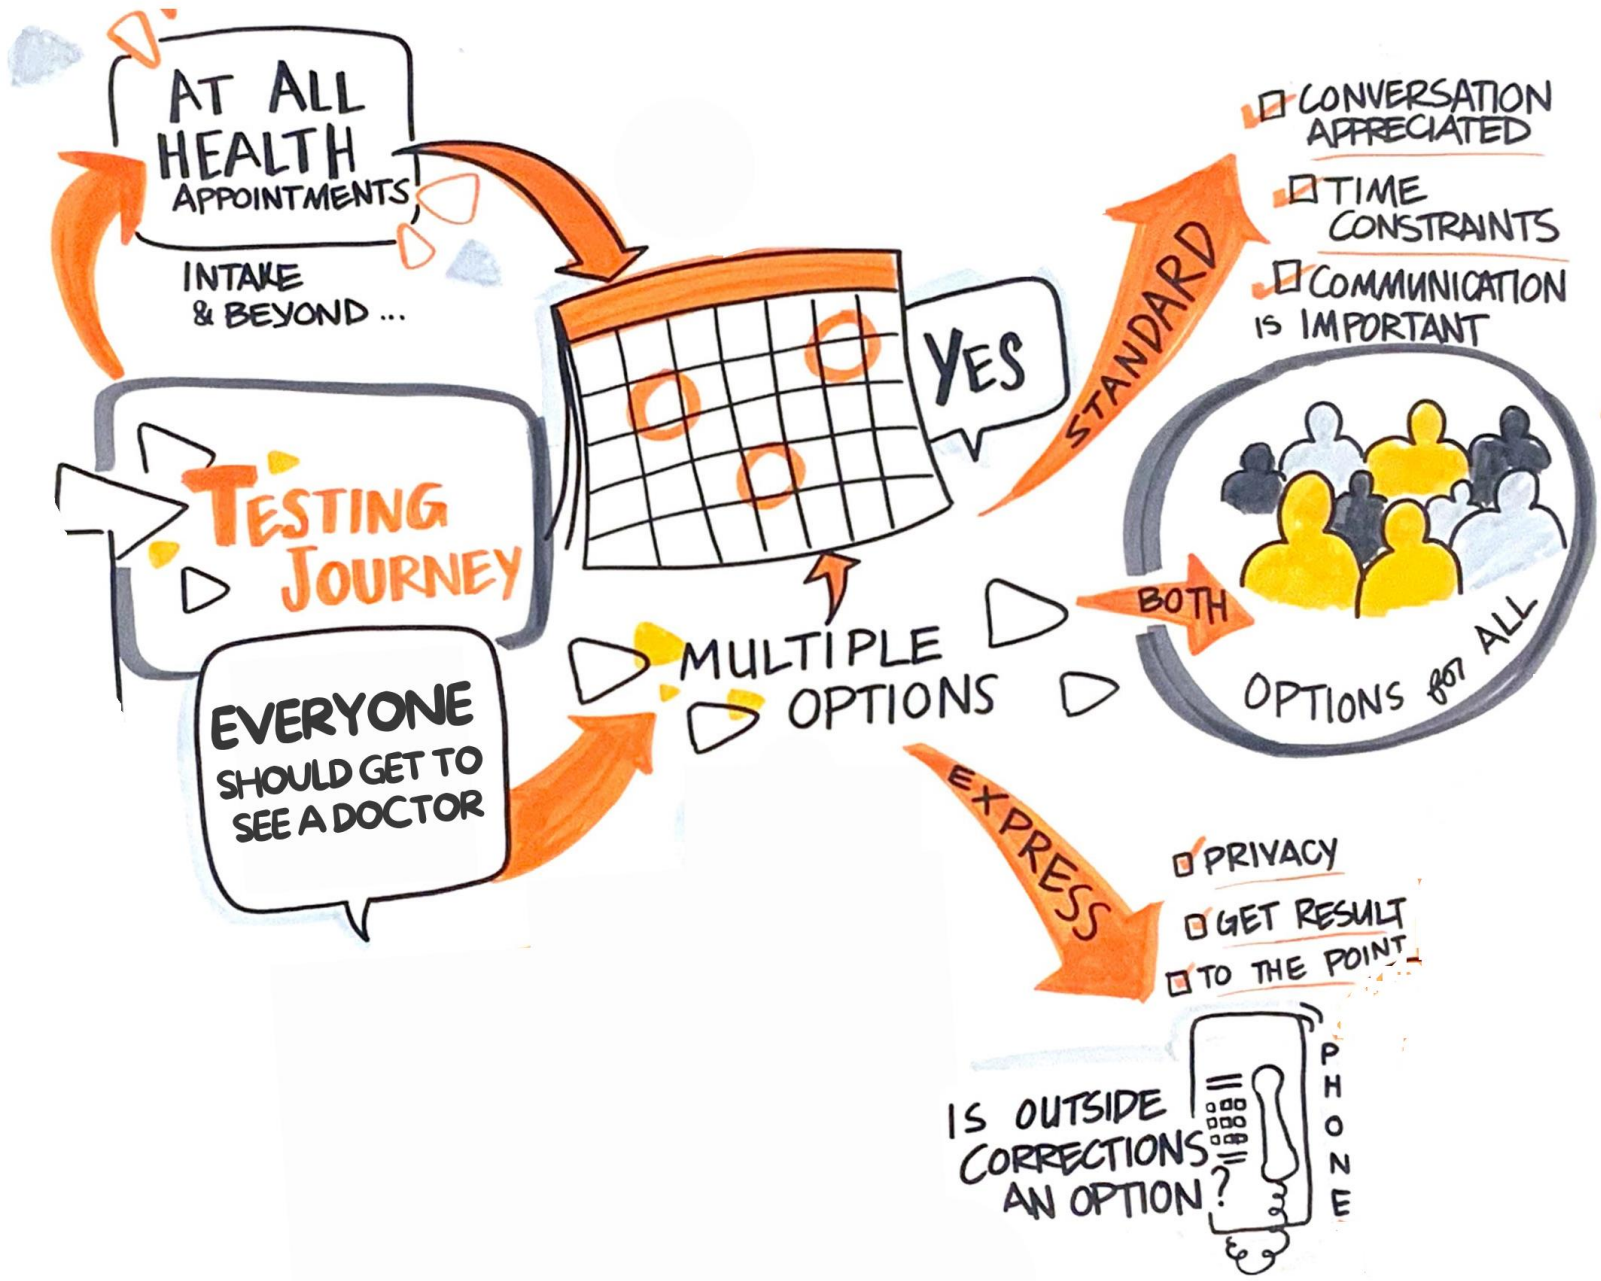 AT ALL
HEALTH
APPOINTMENTS
INTAKE
& BEYOND ...
TESTING
JOURNEY
EVERYONE
SHOULD GET TO
SEE A DOCTOR
YES
MULTIPLE
OPTIONS
STANDARD
CONVERSATION
APPRECIATED
TIME
CONSTRAINTS
COMMUNICATION
IS IMPORTANT
BOTH
OPTIONS for ALL
EXPRESS
PRIVACY
GET RESULT
TO THE POINT
IS OUTSIDE
CORRECTIONS
AN OPTION?
PHONE